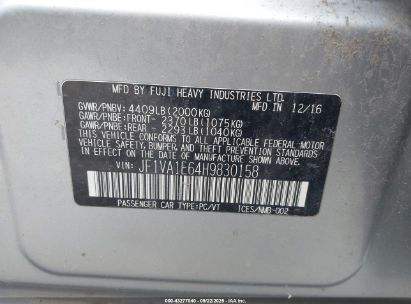 MFD BY FUJI HEAVY INDUSTRIES LTD.
GVWR/PNBV: 4409LB(2000KG) MFD IN 12/16
GAWR/PNBE:FRONT- 2370LB(1075KG)
GAWR/PNBE:REAR - 2293LB(1040KG)
THIS VEHICLE CONFORMS TO ALL APPLICABLE FEDERAL MOTOR
VEHICLE SAFETY, BUMPER, AND THEFT PREVENTION STANDARDS
IN EFFECT ON THE DATE OF MANUFACTURE SHOWN ABOVE.
VIN: JF1VA1E64H9830158
PASSENGER CAR TYPE:PC/VT ICES/NMB-002